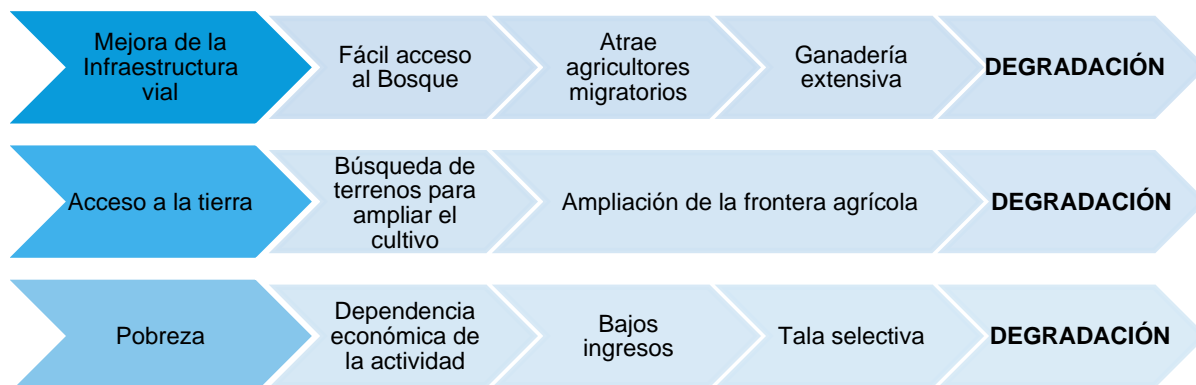 Mejora de la
Infraestructura
vial
Fácil acceso
al Bosque
Atrae
agricultores
migratorios
Ganadería
extensiva
DEGRADACIÓN
Acceso a la tierra
Búsqueda de
terrenos para
ampliar el
cultivo
Ampliación de la frontera agrícola
DEGRADACIÓN
Pobreza
Dependencia
económica de
la actividad
Bajos
ingresos
Tala selectiva
DEGRADACIÓN